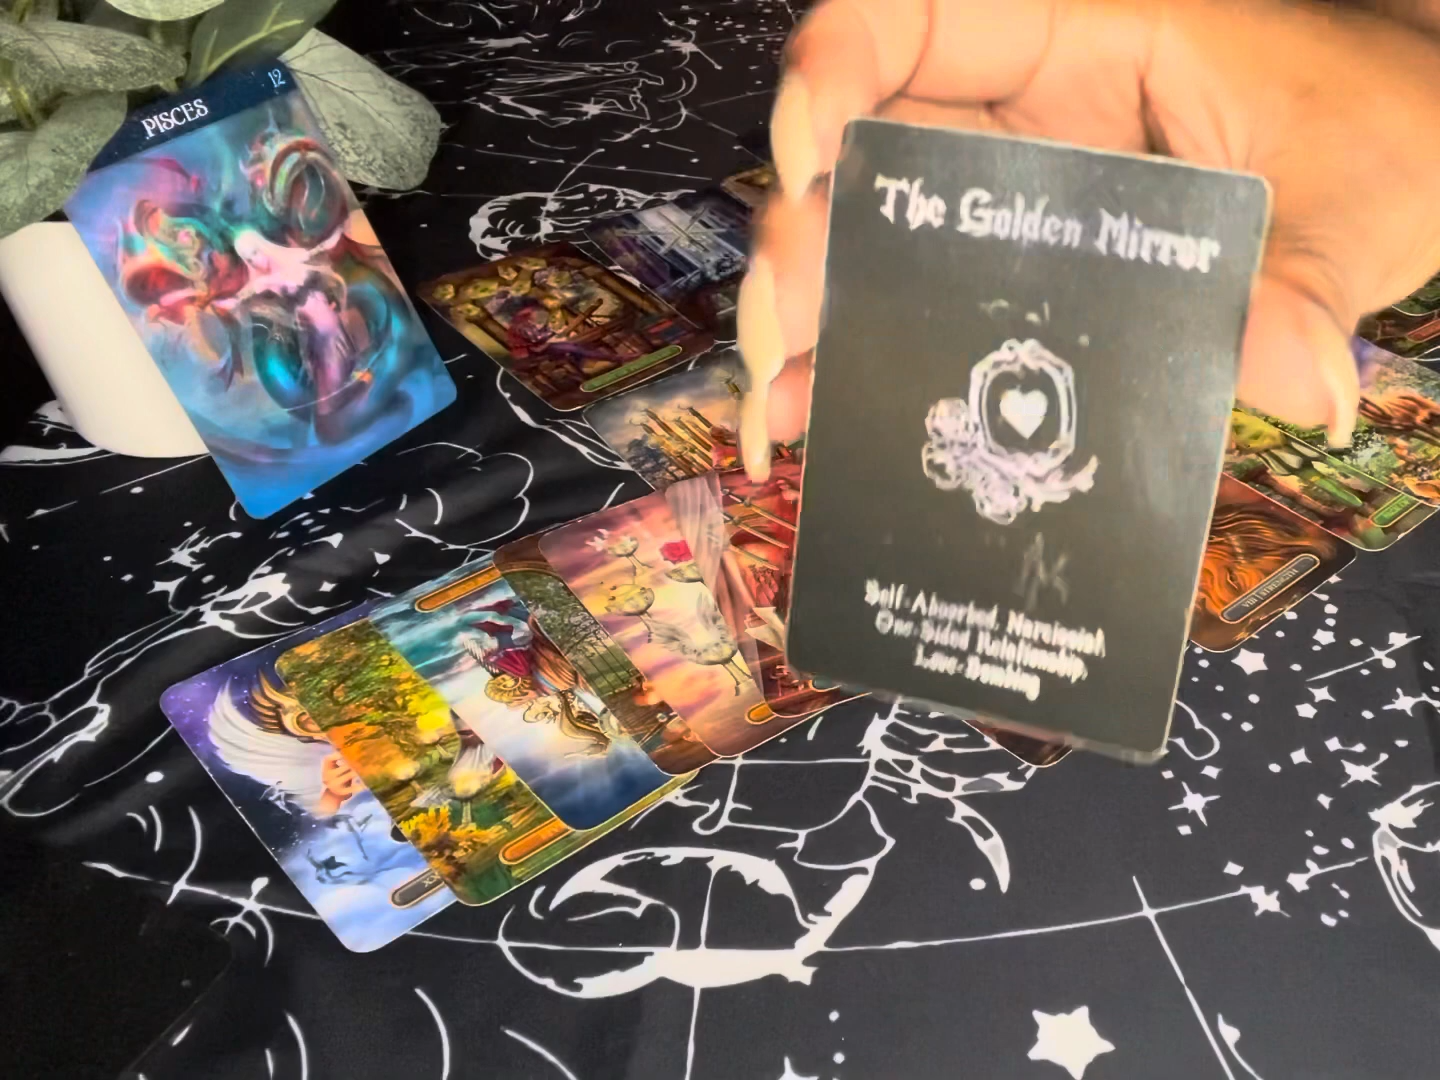 PISCES
12
The Golden Mirror
Self-Absorbed, Narcissist
One-Sided Relationship,
Love-Bombing